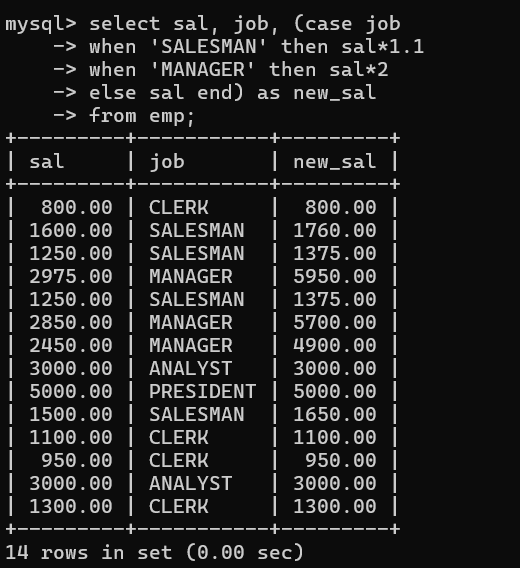 mysql> select sal, job, (case job
    -> when 'SALESMAN' then sal*1.1
    -> when 'MANAGER' then sal*2
    -> else sal end) as new_sal
    -> from emp;
+---------+-----------+---------+
| sal     | job       | new_sal |
+---------+-----------+---------+
|  800.00 | CLERK     |  800.00 |
| 1600.00 | SALESMAN  | 1760.00 |
| 1250.00 | SALESMAN  | 1375.00 |
| 2975.00 | MANAGER   | 5950.00 |
| 1250.00 | SALESMAN  | 1375.00 |
| 2850.00 | MANAGER   | 5700.00 |
| 2450.00 | MANAGER   | 4900.00 |
| 3000.00 | ANALYST   | 3000.00 |
| 5000.00 | PRESIDENT | 5000.00 |
| 1500.00 | SALESMAN  | 1650.00 |
| 1100.00 | CLERK     | 1100.00 |
|  950.00 | CLERK     |  950.00 |
| 3000.00 | ANALYST   | 3000.00 |
| 1300.00 | CLERK     | 1300.00 |
+---------+-----------+---------+
14 rows in set (0.00 sec)